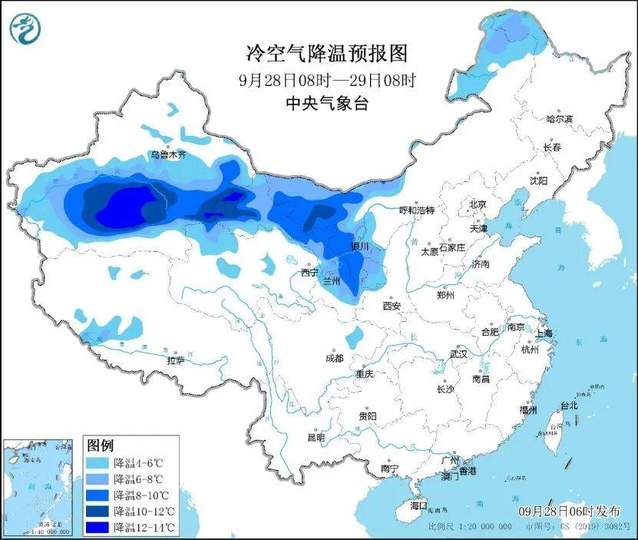 冷空气降温预报图
9月28日08时—29日08时
中央气象台
哈尔滨
长春
乌鲁木齐
沈阳
呼和浩特
北京
天津
银川
太原
石家庄
济南
西宁
兰州
郑州
西安
合肥
南京
上海
拉萨
成都
武汉
杭州
重庆
南昌
长沙
贵阳
福州
台北
昆明
广州
南宁
澳门
香港
海口
图例
降温4-6℃
降温6-8℃
降温8-10℃
降温10-12℃
降温12-14℃
1:40 000 000
09月28日06时发布
比例尺 1:20 000 000 审图号: GS (2019) 3082号